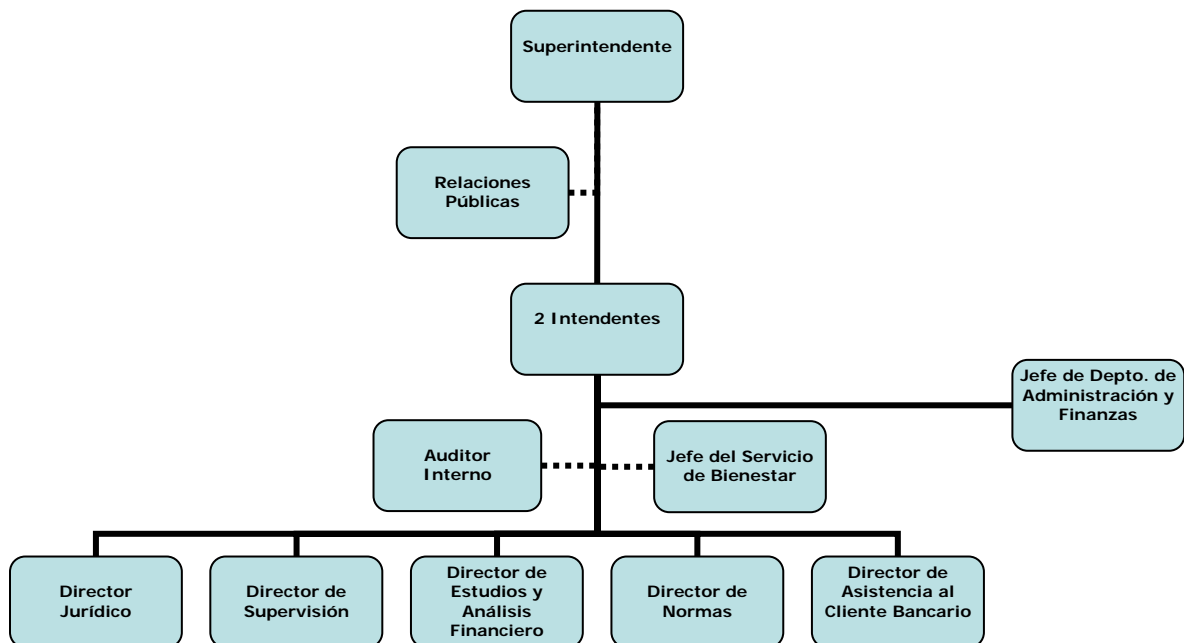 Superintendente
Relaciones
Públicas
2 Intendentes
Jefe de Depto. de
Administración y
Finanzas
Auditor
Interno
Jefe del Servicio
de Bienestar
Director
Jurídico
Director de
Supervisión
Director de
Estudios y
Análisis
Financiero
Director de
Normas
Director de
Asistencia al
Cliente Bancario